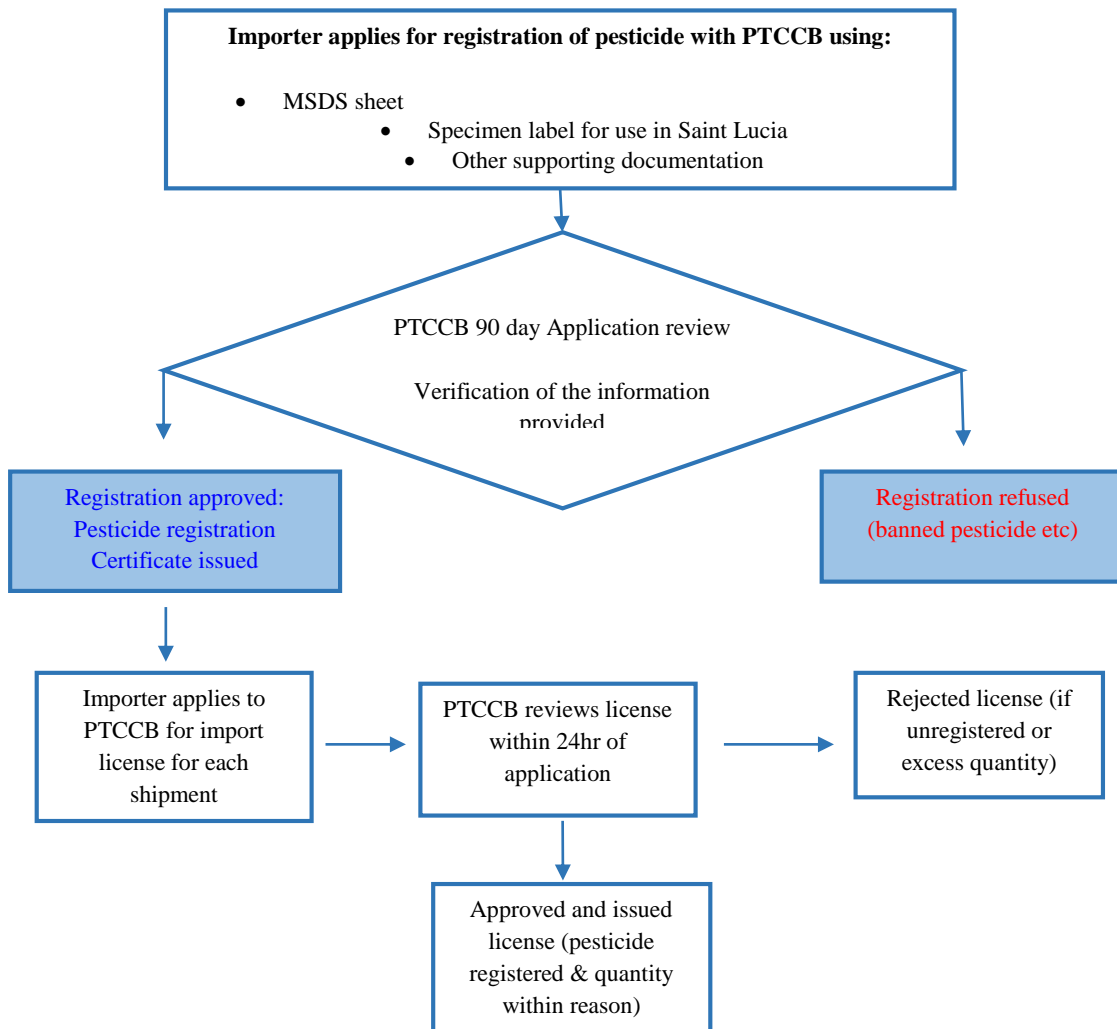 Importer applies for registration of pesticide with PTCCB using:
• MSDS sheet
• Specimen label for use in Saint Lucia
• Other supporting documentation
PTCCB 90 day Application review
Verification of the information
provided
Registration approved:
Pesticide registration
Certificate issued
Registration refused
(banned pesticide etc)
Importer applies to
PTCCB for import
license for each
shipment
PTCCB reviews license
within 24hr of
application
Rejected license (if
unregistered or
excess quantity)
Approved and issued
license (pesticide
registered & quantity
within reason)